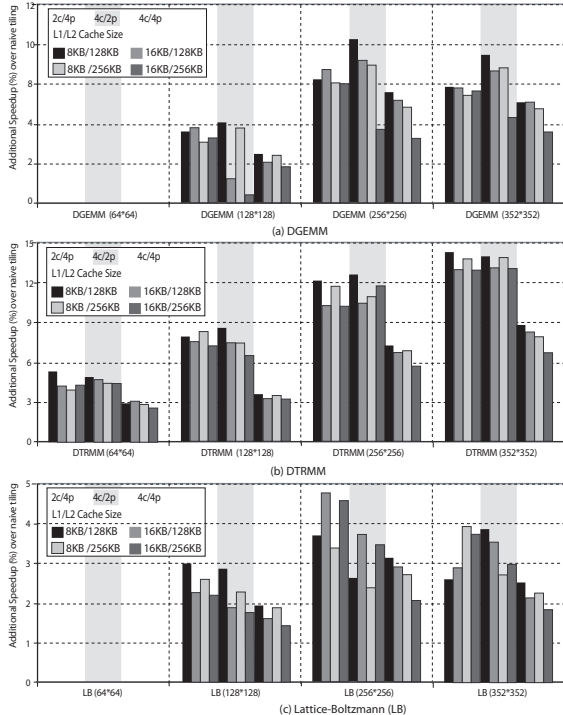 Additional Speedup (%) over naive tiling
12
10
8
4
2
0
2c/4p 4c/2p 4c/4p
L1/L2 Cache Size
8KB/128KB 16KB/128KB
8KB /256KB 16KB/256KB
DGEMM (64*64) DGEMM (128*128) DGEMM (256*256) DGEMM (352*352)
(a) DGEMM
Additional Speedup (%) over naive tiling
15
12
9
6
3
0
2c/4p 4c/2p 4c/4p
L1/L2 Cache Size
8KB/128KB 16KB/128KB
8KB /256KB 16KB/256KB
DTRMM (64*64) DTRMM (128*128) DTRMM (256*256) DTRMM (352*352)
(b) DTRMM
Additional Speedup (%) over naive tiling
5
4
3
2
1
0
2c/4p 4c/2p 4c/4p
L1/L2 Cache Size
8KB/128KB 16KB/128KB
8KB /256KB 16KB/256KB
LB (64*64) LB (128*128) LB (256*256) LB (352*352)
(c) Lattice-Boltzmann (LB)